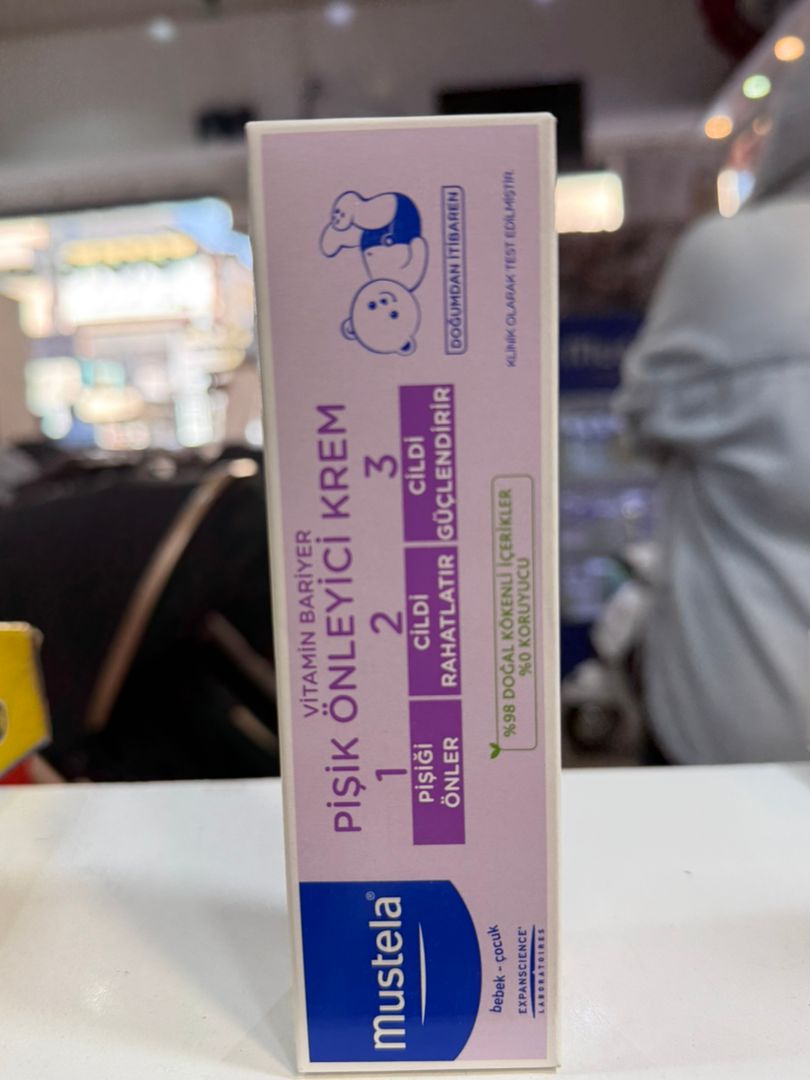 mustela®
bebek - çocuk
EXPANSCIENCE®
LABORATOIRES
VİTAMİN BARİYER
PİŞİK ÖNLEYİCİ KREM
1
PİŞİĞİ
ÖNLER
2
CİLDİ
RAHATLATIR
3
CİLDİ
GÜÇLENDİRİR
%98 DOĞAL KÖKENLİ İÇERİKLER
%0 KORUYUCU
DOĞUMDAN İTİBAREN
KLİNİK OLARAK TEST EDİLMİŞTİR.